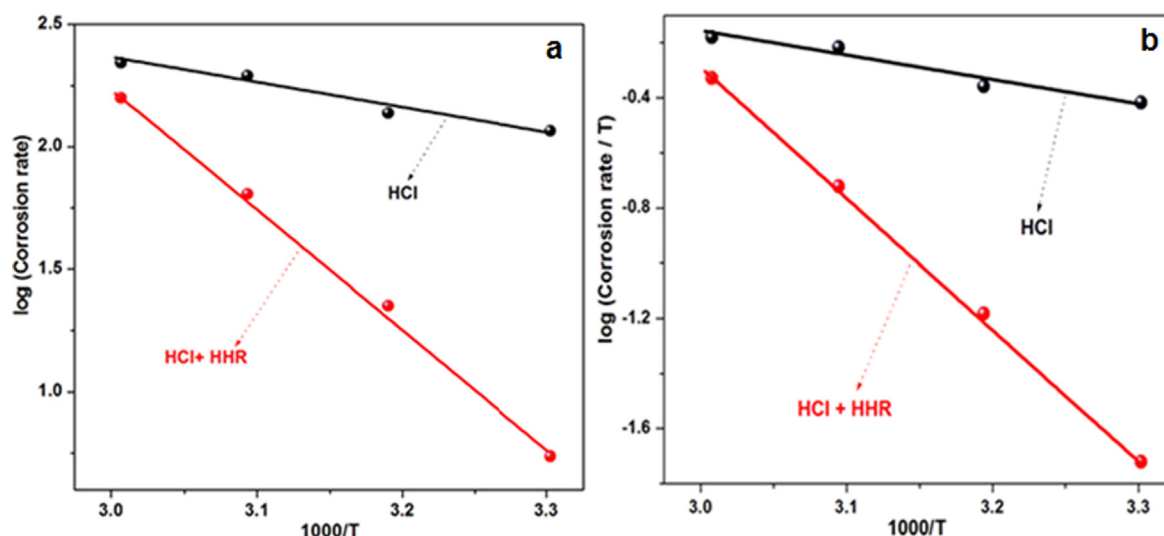 a
2.5
2.0
1.5
1.0
log (Corrosion rate)
HCl
HCl+ HHR
3.0 3.1 3.2 3.3
1000/T
b
-0.4
-0.8
-1.2
-1.6
log (Corrosion rate / T)
HCl
HCl + HHR
3.0 3.1 3.2 3.3
1000/T